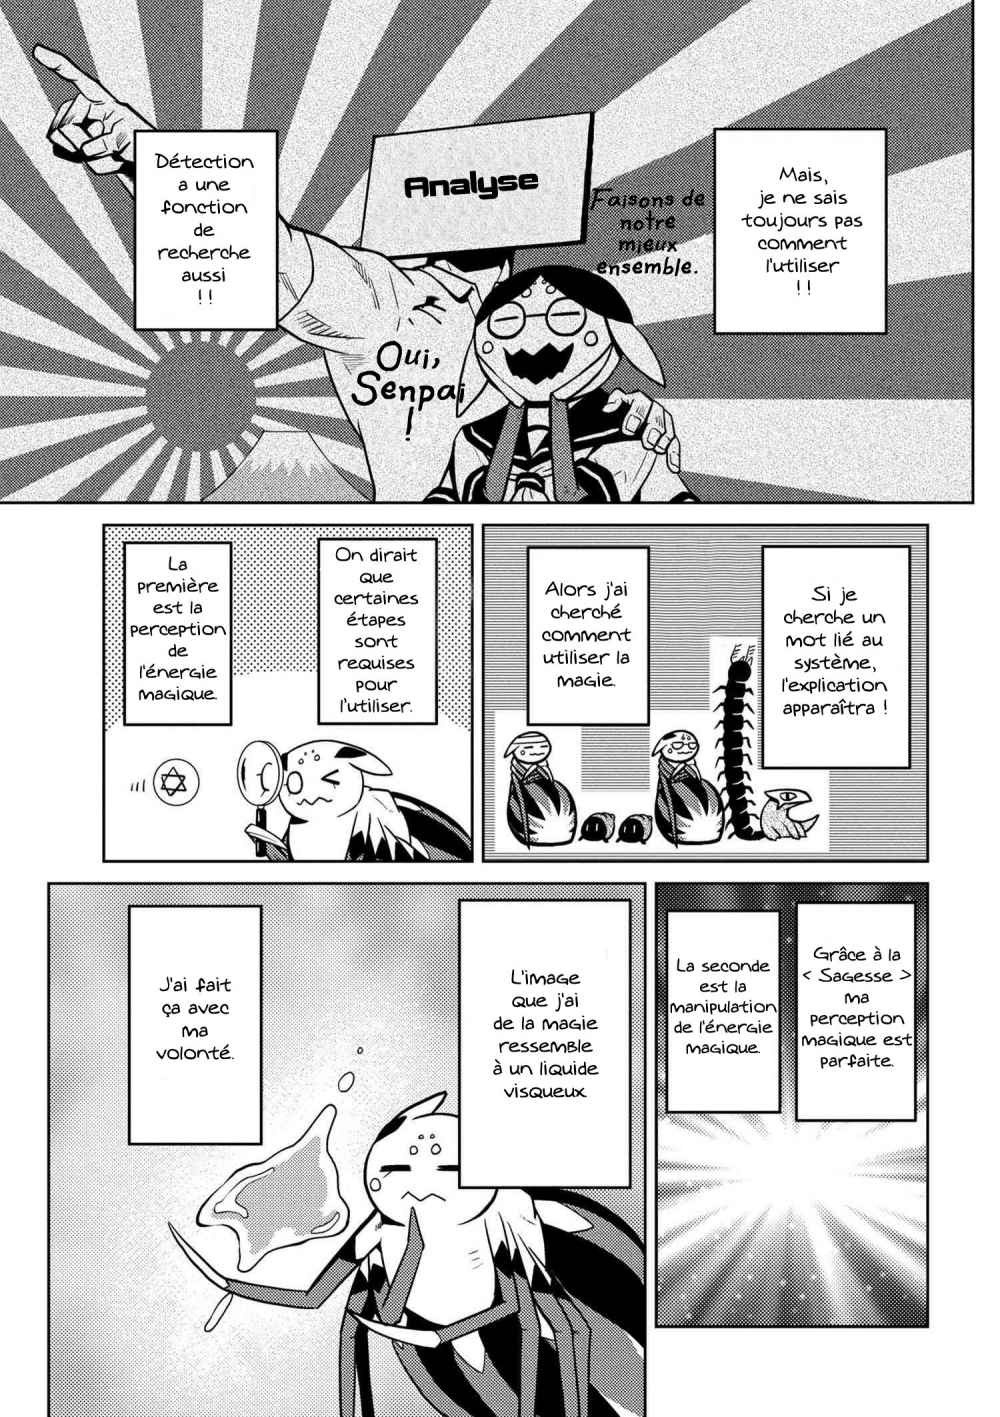 Mais,
je ne sais
toujours pas
comment
l'utiliser
!!
Faisons de
notre
mieux
ensemble.
Analyse
Oui,
Senpai
!
Détection
a une
fonction
de
recherche
aussi
!!
Si je
cherche un
mot lié au
système,
l'explication
apparaîtra !
Alors j'ai
cherché
comment
utiliser la
magie.
On dirait
que
certaines
étapes
sont
requises
pour
l'utiliser.
La
première
est la
perception
de
l'énergie
magique.
Grâce à la
< Sagesse >
ma
perception
magique est
parfaite.
La seconde
est la
manipulation
de l'énergie
magique.
L'image
que j'ai
de la magie
ressemble
à un liquide
visqueux.
J'ai fait
ça avec
ma
volonté.